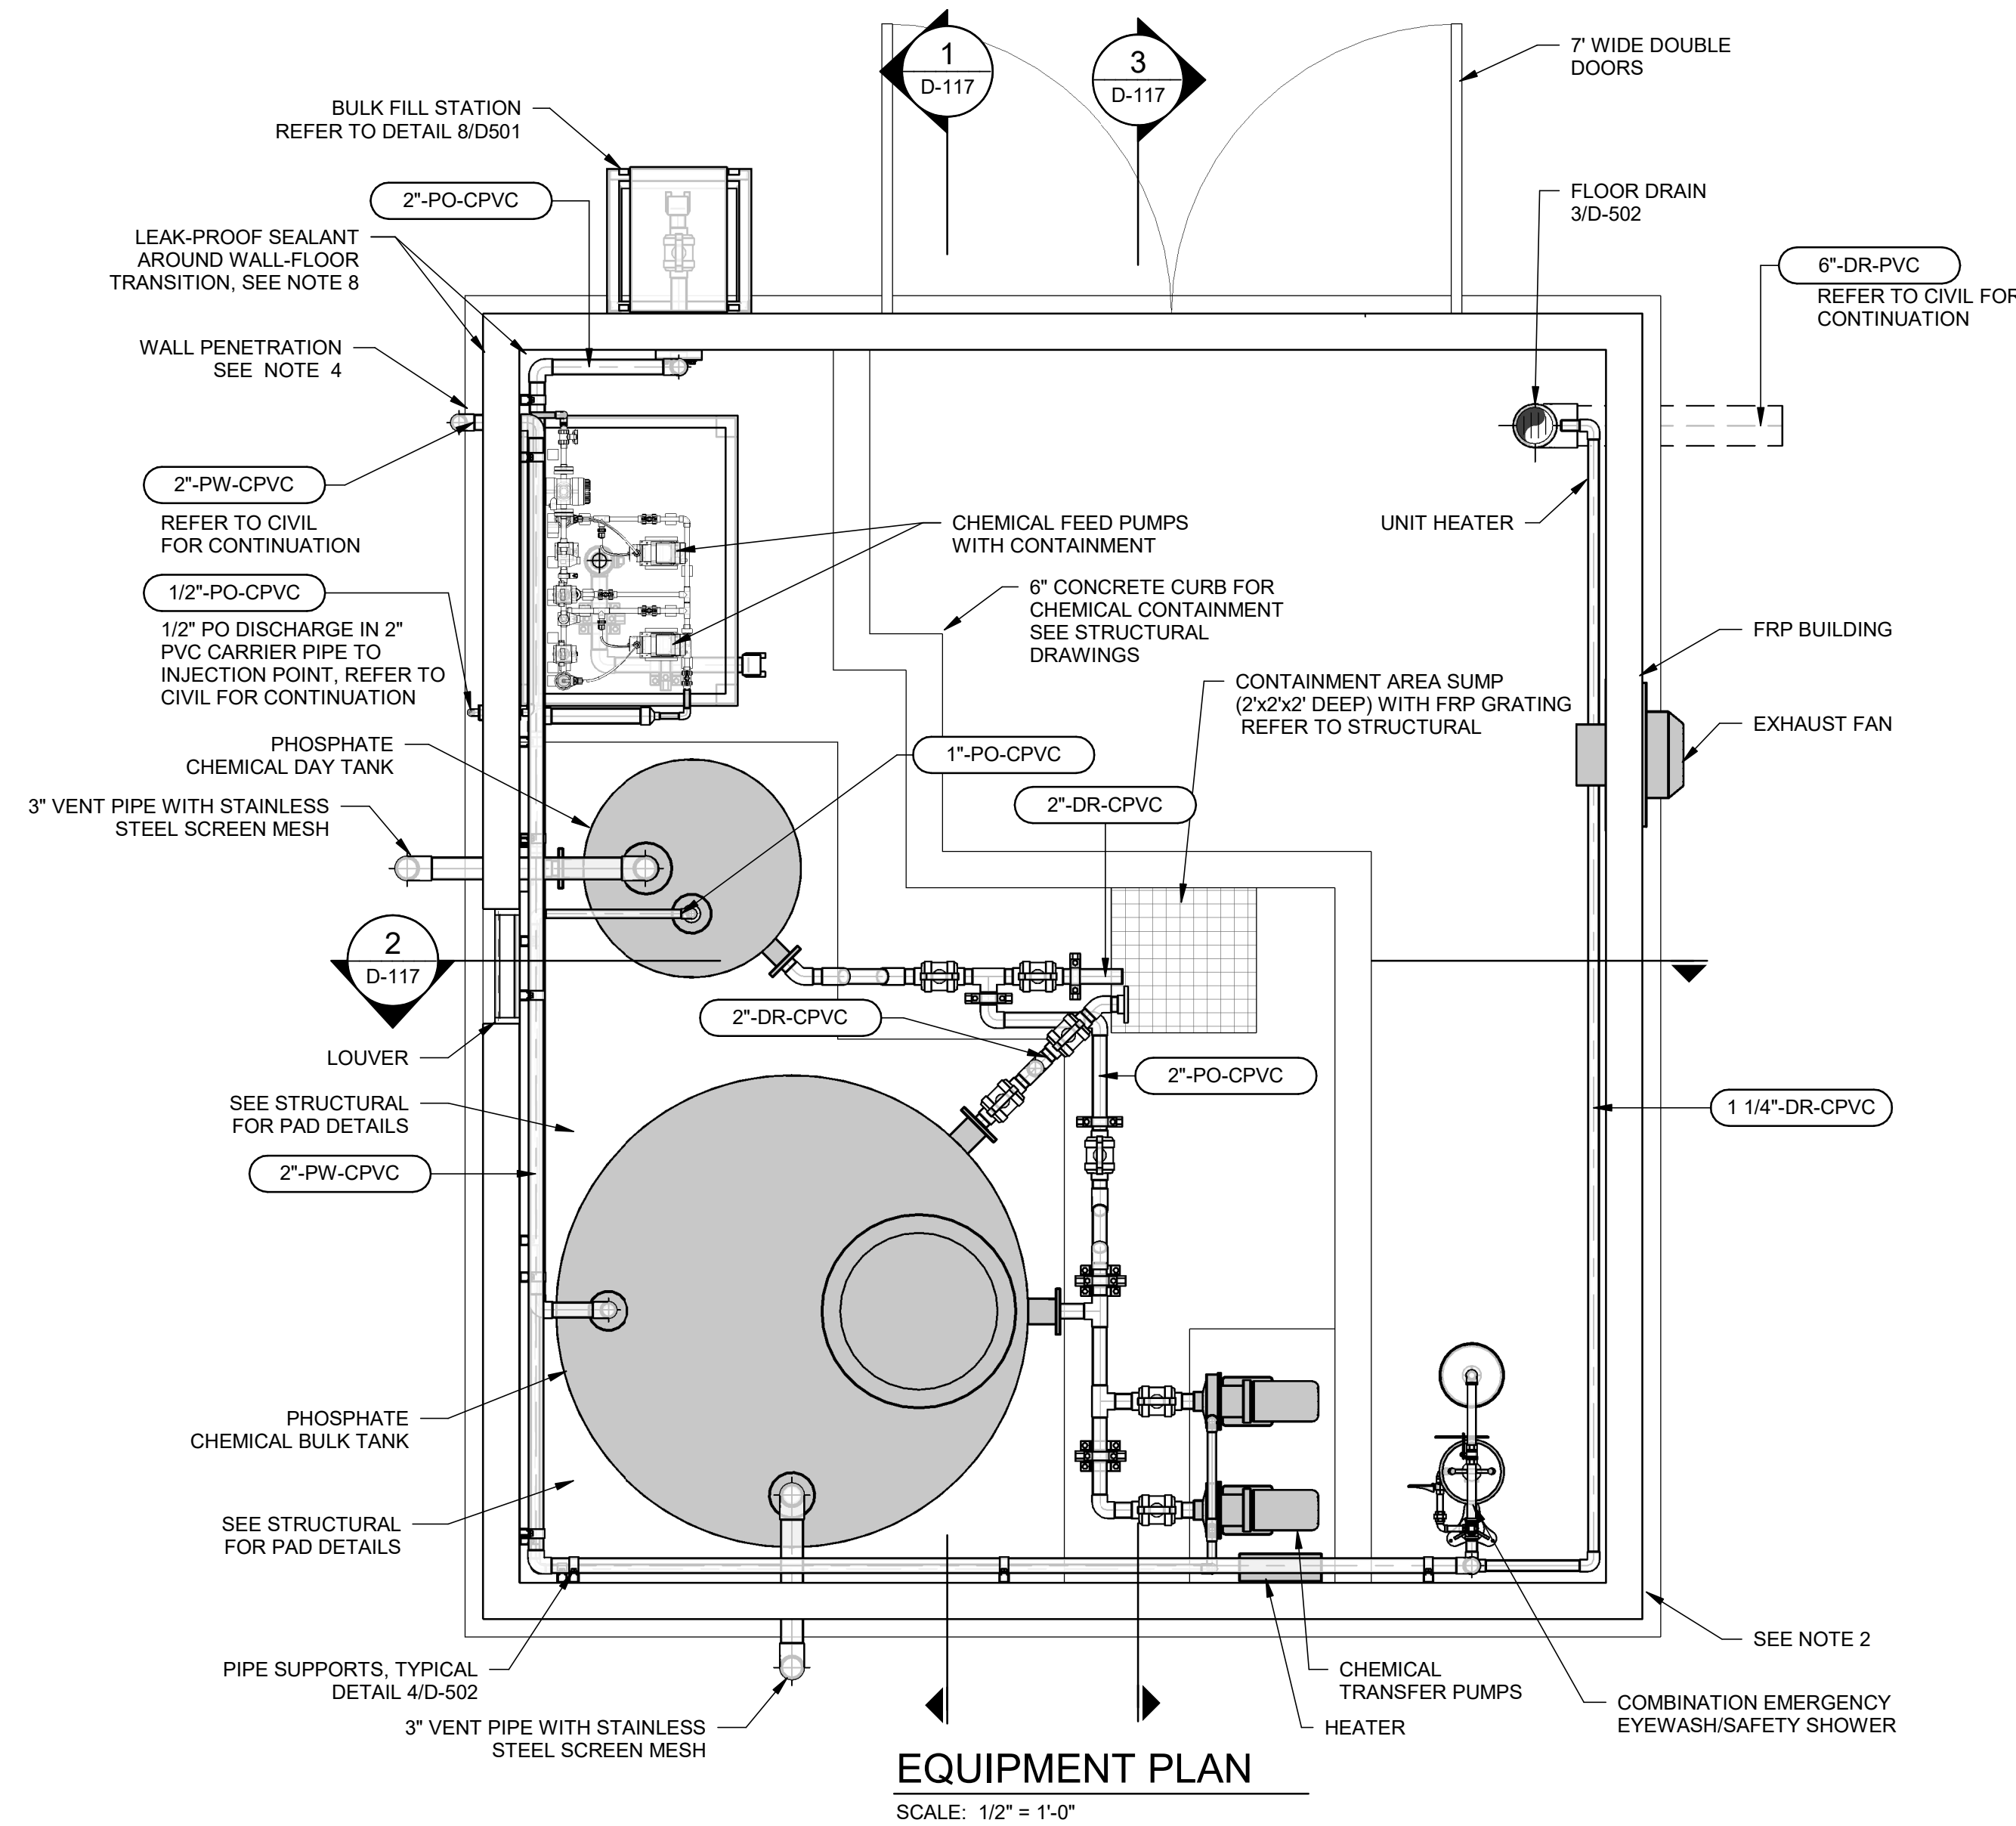 1
D-117
3
D-117
7' WIDE DOUBLE
DOORS
BULK FILL STATION
REFER TO DETAIL 8/D501
2"-PO-CPVC
FLOOR DRAIN
3/D-502
LEAK-PROOF SEALANT
AROUND WALL-FLOOR
TRANSITION, SEE NOTE 8
6"-DR-PVC
REFER TO CIVIL FOR
CONTINUATION
WALL PENETRATION
SEE NOTE 4
2"-PW-CPVC
REFER TO CIVIL
FOR CONTINUATION
CHEMICAL FEED PUMPS
WITH CONTAINMENT
UNIT HEATER
1/2"-PO-CPVC
1/2" PO DISCHARGE IN 2"
PVC CARRIER PIPE TO
INJECTION POINT, REFER TO
CIVIL FOR CONTINUATION
6" CONCRETE CURB FOR
CHEMICAL CONTAINMENT
SEE STRUCTURAL
DRAWINGS
FRP BUILDING
CONTAINMENT AREA SUMP
(2'x2'x2' DEEP) WITH FRP GRATING
REFER TO STRUCTURAL
EXHAUST FAN
PHOSPHATE
CHEMICAL DAY TANK
1"-PO-CPVC
3" VENT PIPE WITH STAINLESS
STEEL SCREEN MESH
2"-DR-CPVC
2
D-117
2"-DR-CPVC
LOUVER
2"-PO-CPVC
SEE STRUCTURAL
FOR PAD DETAILS
1 1/4"-DR-CPVC
2"-PW-CPVC
PHOSPHATE
CHEMICAL BULK TANK
SEE STRUCTURAL
FOR PAD DETAILS
SEE NOTE 2
PIPE SUPPORTS, TYPICAL
DETAIL 4/D-502
CHEMICAL
TRANSFER PUMPS
COMBINATION EMERGENCY
EYEWASH/SAFETY SHOWER
3" VENT PIPE WITH STAINLESS
STEEL SCREEN MESH
HEATER
EQUIPMENT PLAN
SCALE: 1/2" = 1'-0"